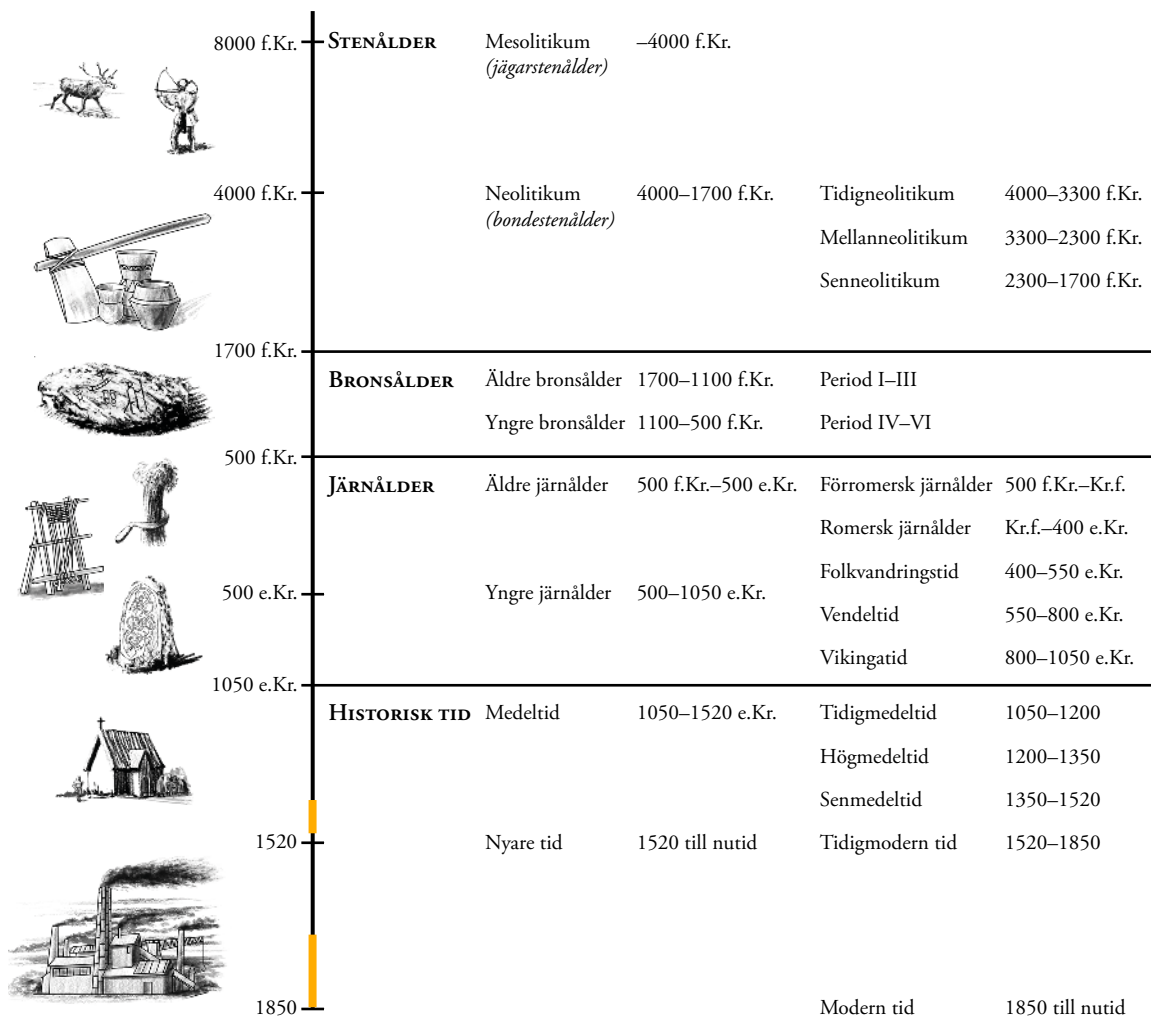 8000 f.Kr. Stenålder Mesolitikum –4000 f.Kr.
(jägarstenålder)
4000 f.Kr. Neolitikum 4000–1700 f.Kr. Tidigneolitikum 4000–3300 f.Kr.
(bondestenålder)
Mellanneolitikum 3300–2300 f.Kr.
Senneolitikum 2300–1700 f.Kr.
1700 f.Kr.
Bronsålder Äldre bronsålder 1700–1100 f.Kr. Period I–III
Yngre bronsålder 1100–500 f.Kr. Period IV–VI
500 f.Kr.
Järnålder Äldre järnålder 500 f.Kr.–500 e.Kr. Förromersk järnålder 500 f.Kr.–Kr.f.
Romersk järnålder Kr.f.–400 e.Kr.
Folkvandringstid 400–550 e.Kr.
500 e.Kr. Yngre järnålder 500–1050 e.Kr.
Vendeltid 550–800 e.Kr.
Vikingatid 800–1050 e.Kr.
1050 e.Kr.
Historisk tid Medeltid 1050–1520 e.Kr. Tidigmedeltid 1050–1200
Högmedeltid 1200–1350
Senmedeltid 1350–1520
1520 Nyare tid 1520 till nutid Tidigmodern tid 1520–1850
1850 Modern tid 1850 till nutid